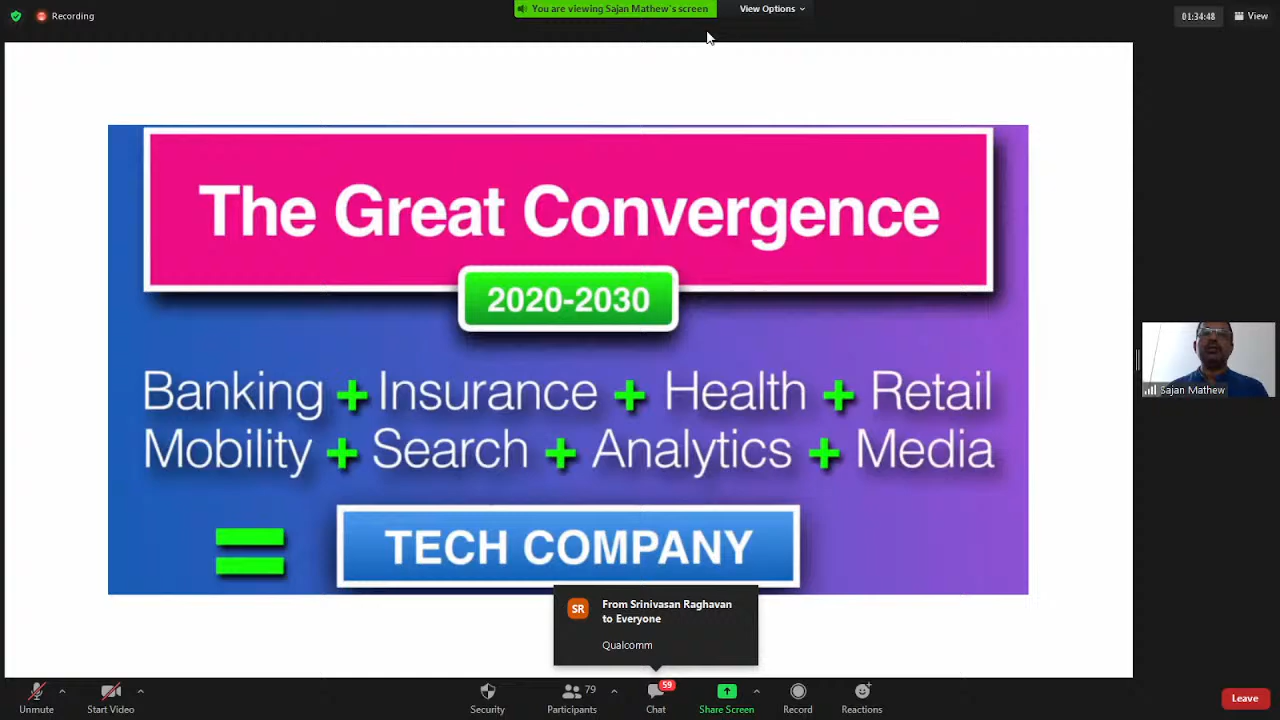 Recording
You are viewing Sajan Mathew's screen
View Options
01:34:48
View
The Great Convergence
2020-2030
Banking + Insurance + Health + Retail
Mobility + Search + Analytics + Media
= TECH COMPANY
Sajan Mathew
SR
From Srinivasan Raghavan
to Everyone
Qualcomm
Unmute
Start Video
Security
79
Participants
59
Chat
Share Screen
Record
Reactions
Leave